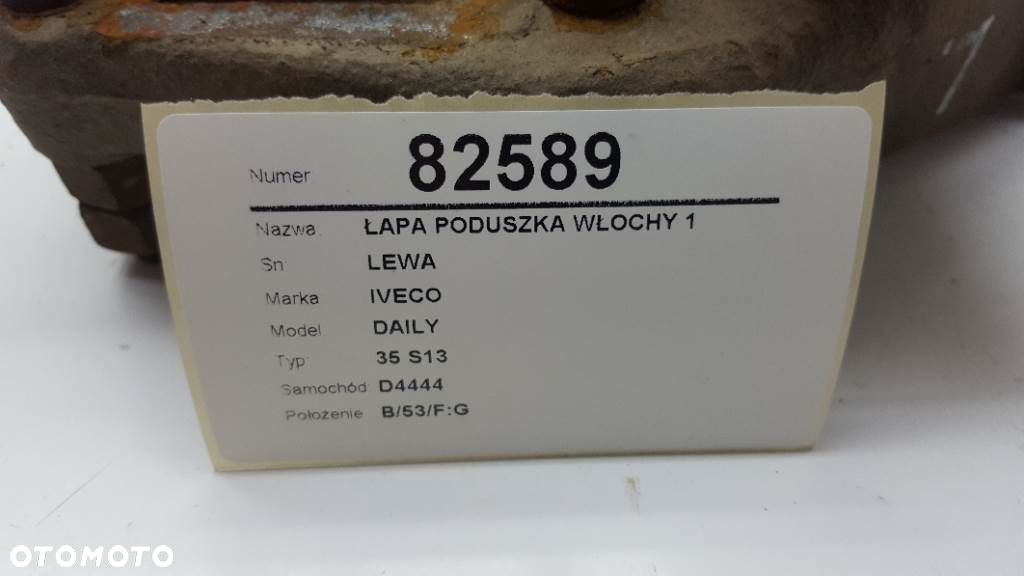 Numer 82589
Nazwa: ŁAPA PODUSZKA WŁOCHY 1
Sn: LEWA
Marka IVECO
Model DAILY
Typ: 35 S13
Samochód D4444
Położenie B/53/F:G
OTOMOTO